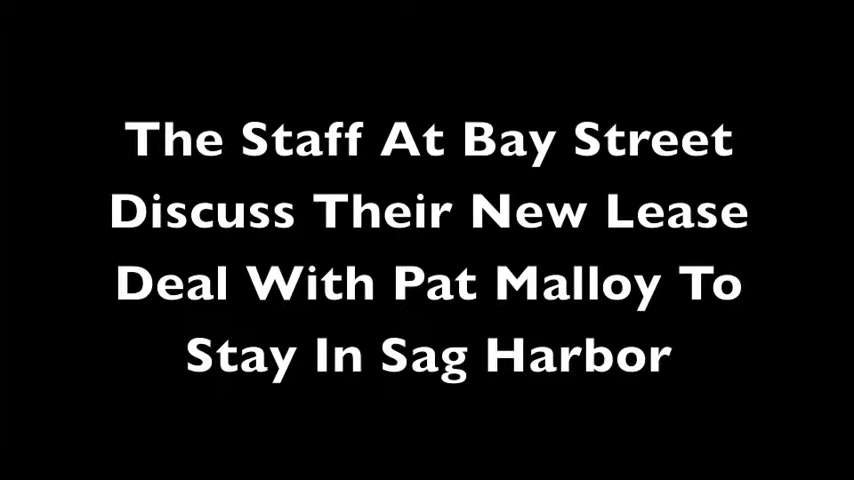 The Staff At Bay Street
Discuss Their New Lease
Deal With Pat Malloy To
Stay In Sag Harbor